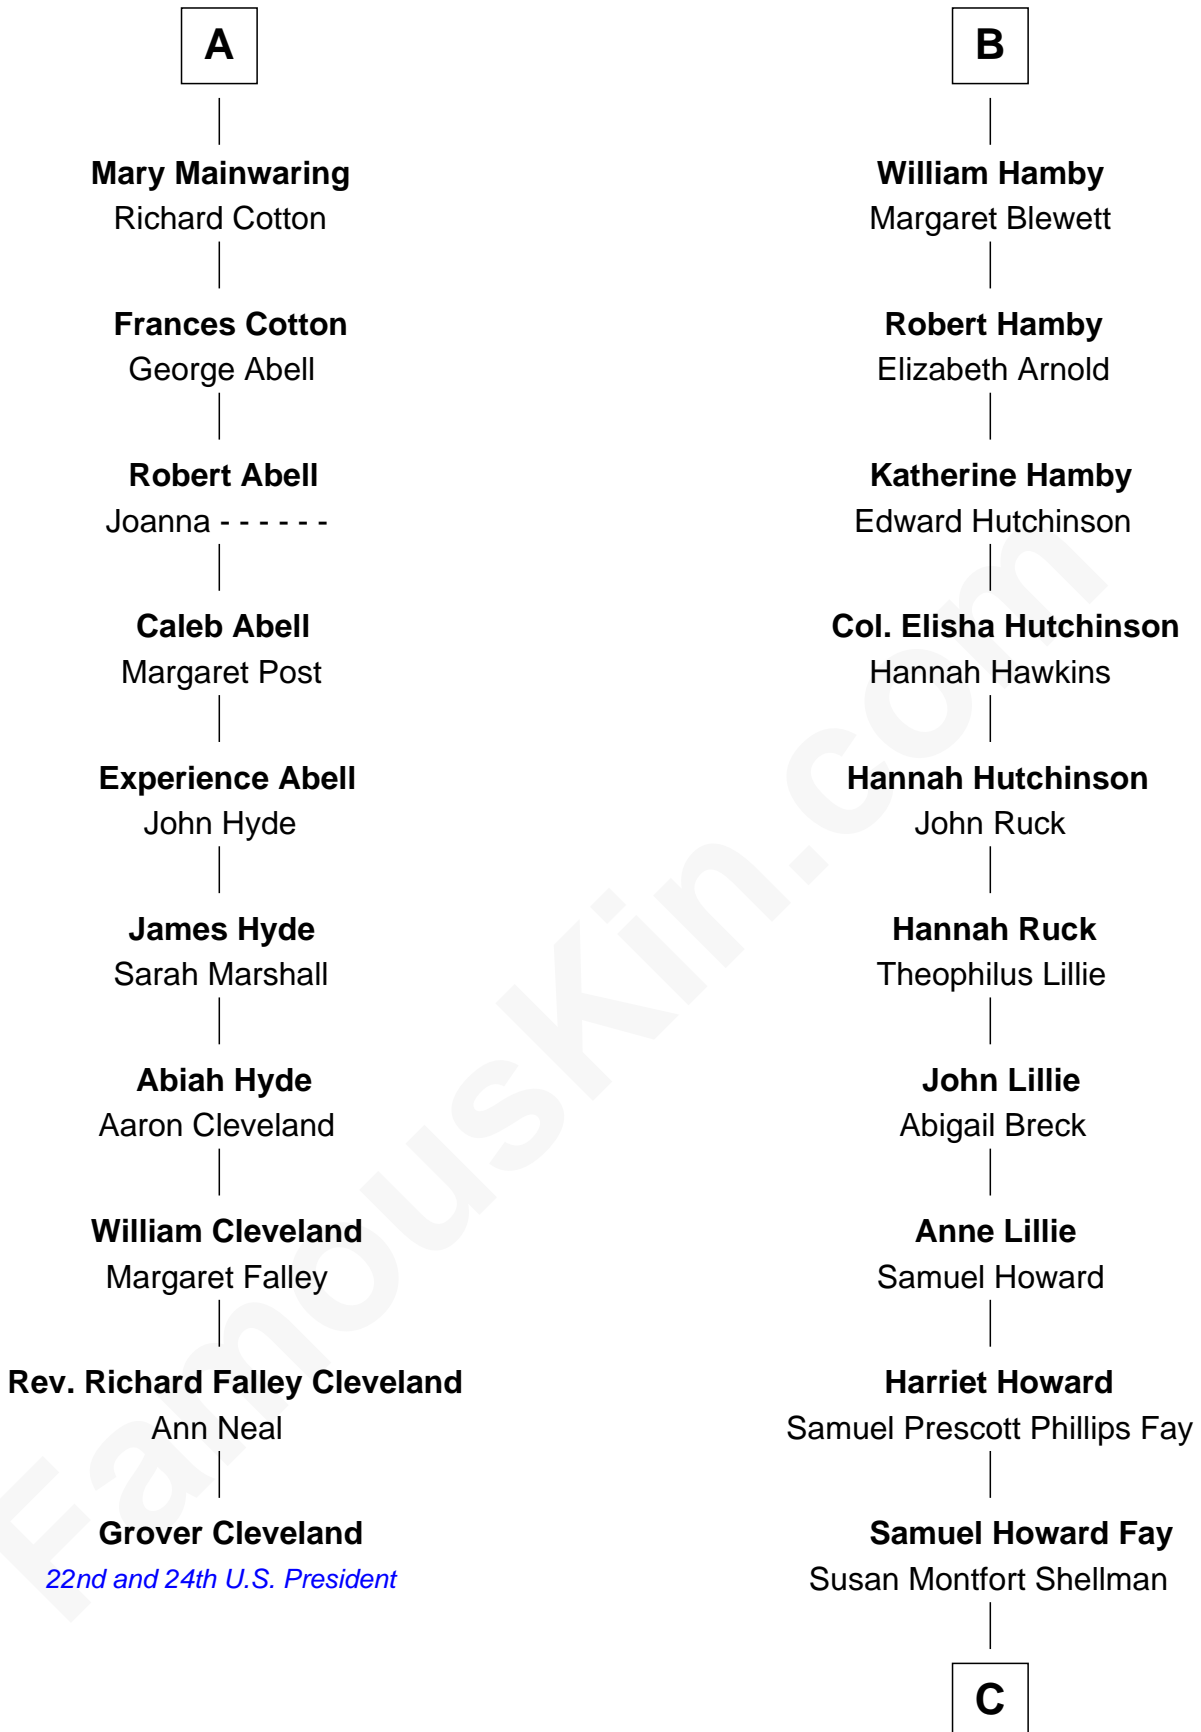 A
Mary Mainwaring
Richard Cotton
Frances Cotton
George Abell
Robert Abell
Joanna - - - - - -
Caleb Abell
Margaret Post
Experience Abell
John Hyde
James Hyde
Sarah Marshall
Abiah Hyde
Aaron Cleveland
William Cleveland
Margaret Falley
Rev. Richard Falley Cleveland
Ann Neal
Grover Cleveland
22nd and 24th U.S. President
B
William Hamby
Margaret Blewett
Robert Hamby
Elizabeth Arnold
Katherine Hamby
Edward Hutchinson
Col. Elisha Hutchinson
Hannah Hawkins
Hannah Hutchinson
John Ruck
Hannah Ruck
Theophilus Lillie
John Lillie
Abigail Breck
Anne Lillie
Samuel Howard
Harriet Howard
Samuel Prescott Phillips Fay
Samuel Howard Fay
Susan Montfort Shellman
C
FamousKin.com